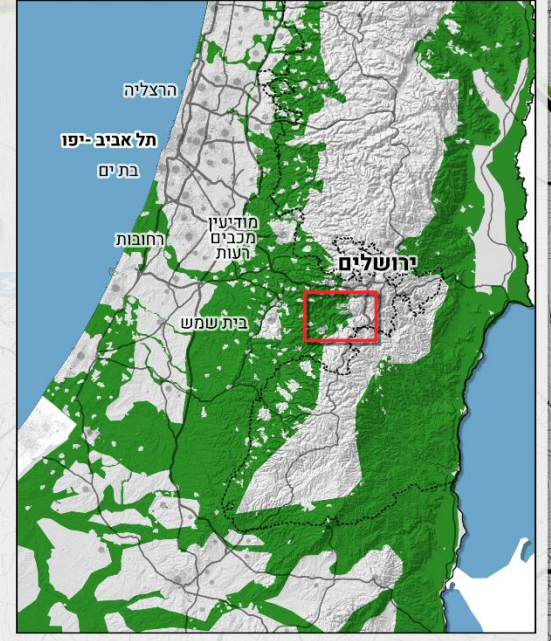 הרצליה
תל אביב -יפו
בת ים
מודיעין
מכבים
רעות
רחובות
ירושלים
בית שמש